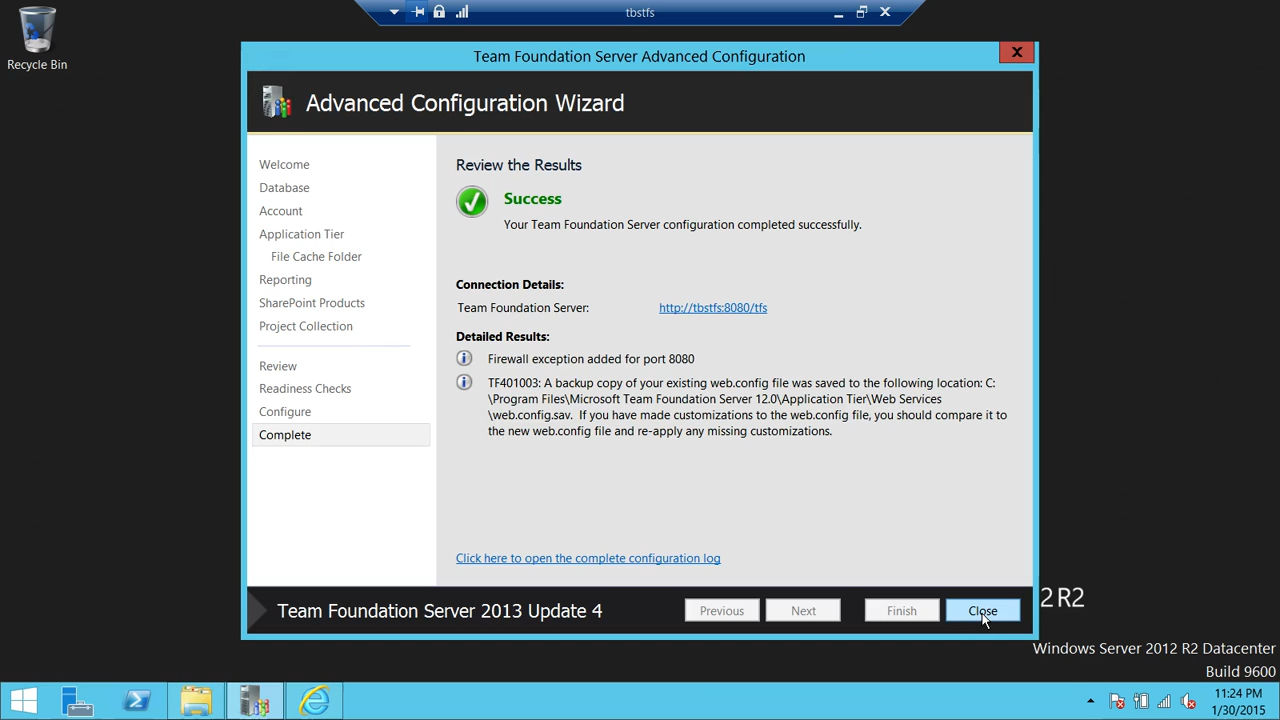 tbstfs
Recycle Bin
Team Foundation Server Advanced Configuration
Advanced Configuration Wizard
Welcome
Database
Account
Application Tier
File Cache Folder
Reporting
SharePoint Products
Project Collection
Review
Readiness Checks
Configure
Complete
Review the Results
Success
Your Team Foundation Server configuration completed successfully.
Connection Details:
Team Foundation Server: http://tbstfs:8080/tfs
Detailed Results:
Firewall exception added for port 8080
TF401003: A backup copy of your existing web.config file was saved to the following location: C:
\Program Files\Microsoft Team Foundation Server 12.0\Application Tier\Web Services
\web.config.sav. If you have made customizations to the web.config file, you should compare it to
the new web.config file and re-apply any missing customizations.
Click here to open the complete configuration log
Team Foundation Server 2013 Update 4
Previous Next Finish Close
2 R2
Windows Server 2012 R2 Datacenter
Build 9600
11:24 PM
1/30/2015